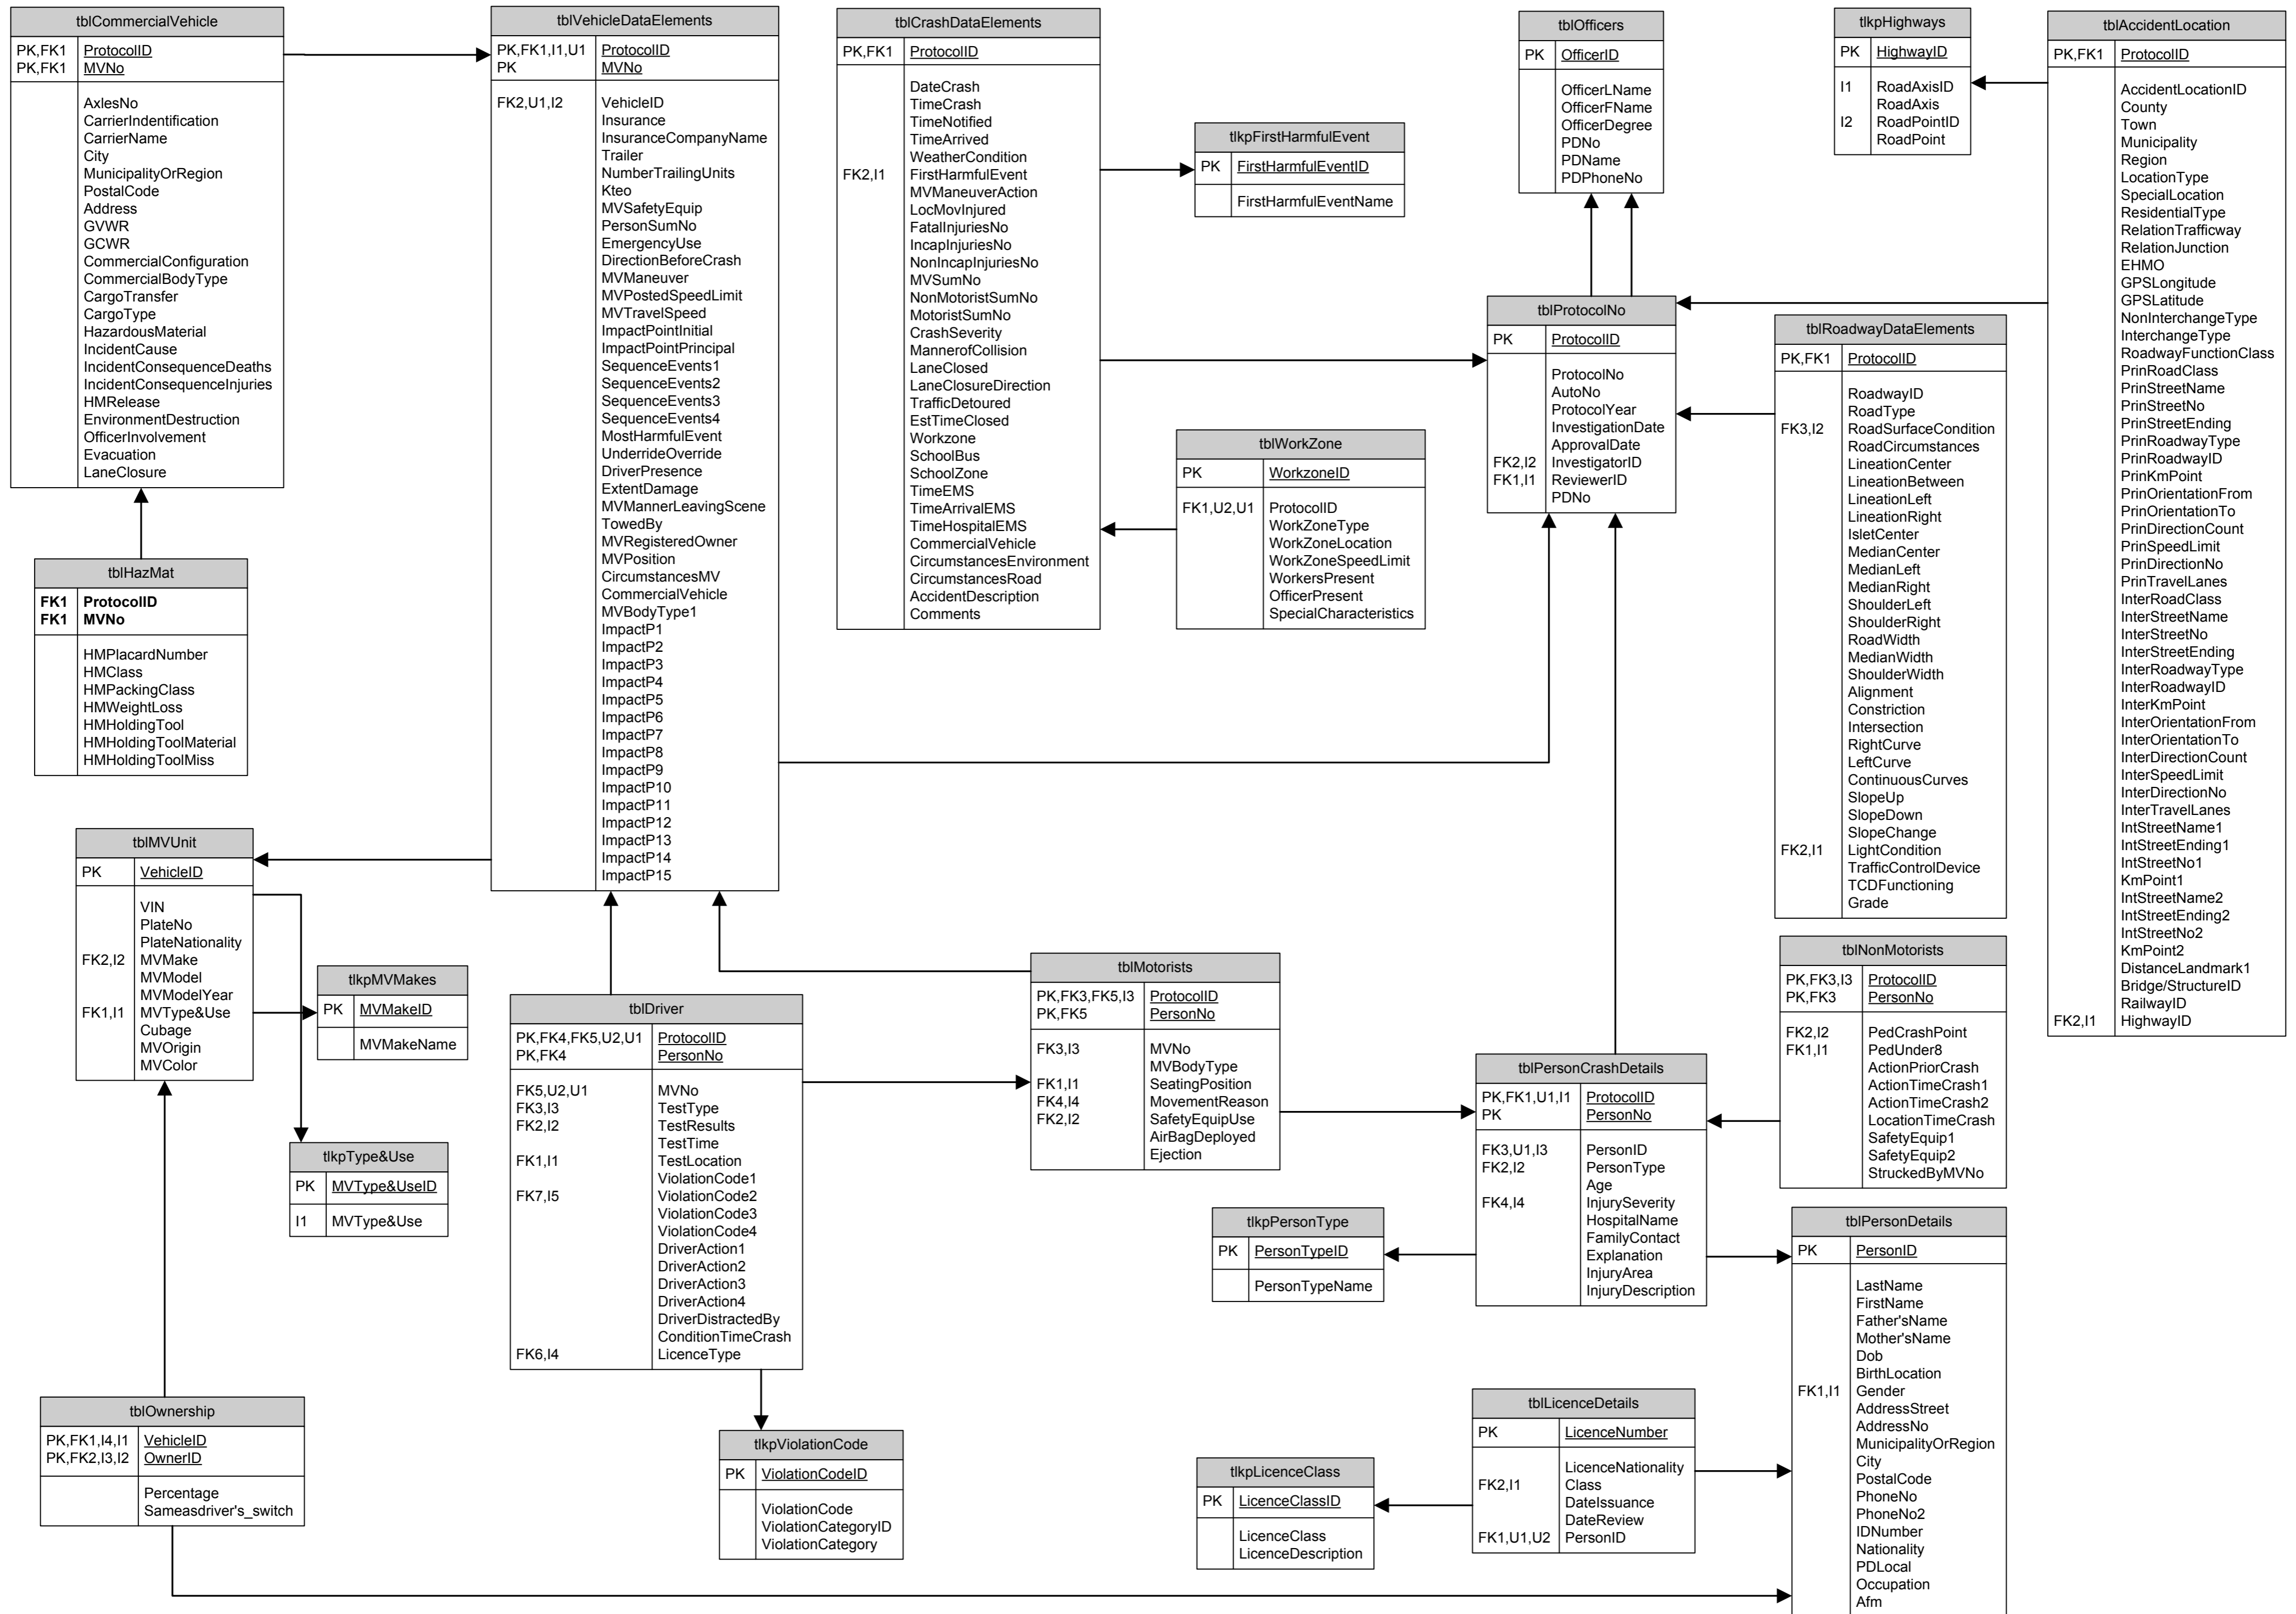 tblCommercialVehicle
PK,FK1 ProtocolID
PK,FK1 MVNo
AxlesNo
CarrierIndentification
CarrierName
City
MunicipalityOrRegion
PostalCode
Address
GVWR
GCWR
CommercialConfiguration
CommercialBodyType
CargoTransfer
CargoType
HazardousMaterial
IncidentCause
IncidentConsequenceDeaths
IncidentConsequenceInjuries
HMRelease
EnvironmentDestruction
OfficerInvolvement
Evacuation
LaneClosure
tblHazMat
FK1 ProtocolID
FK1 MVNo
HMPlacardNumber
HMClass
HMPackingClass
HMWeightLoss
HMHoldingTool
HMHoldingToolMaterial
HMHoldingToolMiss
tblVehicleDataElements
PK,FK1,I1,U1 ProtocolID
PK MVNo
FK2,U1,I2 VehicleID
Insurance
InsuranceCompanyName
Trailer
NumberTrailingUnits
Kteo
MVSafetyEquip
PersonSumNo
EmergencyUse
DirectionBeforeCrash
MVManeuver
MVPostedSpeedLimit
MVTravelSpeed
ImpactPointInitial
ImpactPointPrincipal
SequenceEvents1
SequenceEvents2
SequenceEvents3
SequenceEvents4
MostHarmfulEvent
UnderrideOverride
DriverPresence
ExtentDamage
MVMannerLeavingScene
TowedBy
MVRegisteredOwner
MVPosition
CircumstancesMV
CommercialVehicle
MVBodyType1
ImpactP1
ImpactP2
ImpactP3
ImpactP4
ImpactP5
ImpactP6
ImpactP7
ImpactP8
ImpactP9
ImpactP10
ImpactP11
ImpactP12
ImpactP13
ImpactP14
ImpactP15
tblCrashDataElements
PK,FK1 ProtocolID
DateCrash
TimeCrash
TimeNotified
TimeArrived
WeatherCondition
FK2,I1 FirstHarmfulEvent
MVManeuverAction
LocMovInjured
FatalInjuriesNo
IncapInjuriesNo
NonIncapInjuriesNo
MVSumNo
NonMotoristSumNo
MotoristSumNo
CrashSeverity
MannerofCollision
LaneClosed
LaneClosureDirection
TrafficDetoured
EstTimeClosed
Workzone
SchoolBus
SchoolZone
TimeEMS
TimeArrivalEMS
TimeHospitalEMS
CommercialVehicle
CircumstancesEnvironment
CircumstancesRoad
AccidentDescription
Comments
tlkpFirstHarmfulEvent
PK FirstHarmfulEventID
FirstHarmfulEventName
tblWorkZone
PK WorkzoneID
FK1,U2,U1 ProtocolID
WorkZoneType
WorkZoneLocation
WorkZoneSpeedLimit
WorkersPresent
OfficerPresent
SpecialCharacteristics
tblOfficers
PK OfficerID
OfficerLName
OfficerFName
OfficerDegree
PDNo
PDName
PDPhoneNo
tblProtocolNo
PK ProtocolID
ProtocolNo
AutoNo
ProtocolYear
InvestigationDate
ApprovalDate
FK2,I2 InvestigatorID
FK1,I1 ReviewerID
PDNo
tlkpHighways
PK HighwayID
I1 RoadAxisID
RoadAxis
I2 RoadPointID
RoadPoint
tblRoadwayDataElements
PK,FK1 ProtocolID
RoadwayID
RoadType
FK3,I2 RoadSurfaceCondition
RoadCircumstances
LineationCenter
LineationBetween
LineationLeft
LineationRight
IsletCenter
MedianCenter
MedianLeft
MedianRight
ShoulderLeft
ShoulderRight
RoadWidth
MedianWidth
ShoulderWidth
Alignment
Constriction
Intersection
RightCurve
LeftCurve
ContinuousCurves
SlopeUp
SlopeDown
SlopeChange
FK2,I1 LightCondition
TrafficControlDevice
TCDFunctioning
Grade
tblAccidentLocation
PK,FK1 ProtocolID
AccidentLocationID
County
Town
Municipality
Region
LocationType
SpecialLocation
ResidentialType
RelationTrafficway
RelationJunction
EHMO
GPSLongitude
GPSLatitude
NonInterchangeType
InterchangeType
RoadwayFunctionClass
PrinRoadClass
PrinStreetName
PrinStreetNo
PrinStreetEnding
PrinRoadwayType
PrinRoadwayID
PrinKmPoint
PrinOrientationFrom
PrinOrientationTo
PrinDirectionCount
PrinSpeedLimit
PrinDirectionNo
PrinTravelLanes
InterRoadClass
InterStreetName
InterStreetNo
InterStreetEnding
InterRoadwayType
InterRoadwayID
InterKmPoint
InterOrientationFrom
InterOrientationTo
InterDirectionCount
InterSpeedLimit
InterDirectionNo
InterTravelLanes
IntStreetName1
IntStreetEnding1
IntStreetNo1
KmPoint1
IntStreetName2
IntStreetEnding2
IntStreetNo2
KmPoint2
DistanceLandmark1
Bridge/StructureID
RailwayID
FK2,I1 HighwayID
tblMVUnit
PK VehicleID
VIN
PlateNo
PlateNationality
FK2,I2 MVMake
MVModel
MVModelYear
FK1,I1 MVType&Use
Cubage
MVOrigin
MVColor
tlkpMVMakes
PK MVMakeID
MVMakeName
tlkpType&Use
PK MVType&UseID
I1 MVType&Use
tblOwnership
PK,FK1,I4,I1 VehicleID
PK,FK2,I3,I2 OwnerID
Percentage
Sameasdriver's_switch
tblDriver
PK,FK4,FK5,U2,U1 ProtocolID
PK,FK4 PersonNo
FK5,U2,U1 MVNo
FK3,I3 TestType
FK2,I2 TestResults
TestTime
FK1,I1 TestLocation
ViolationCode1
FK7,I5 ViolationCode2
ViolationCode3
ViolationCode4
DriverAction1
DriverAction2
DriverAction3
DriverAction4
DriverDistractedBy
ConditionTimeCrash
FK6,I4 LicenceType
tlkpViolationCode
PK ViolationCodeID
ViolationCode
ViolationCategoryID
ViolationCategory
tblMotorists
PK,FK3,FK5,I3 ProtocolID
PK,FK5 PersonNo
FK3,I3 MVNo
MVBodyType
FK1,I1 SeatingPosition
FK4,I4 MovementReason
FK2,I2 SafetyEquipUse
AirBagDeployed
Ejection
tblPersonCrashDetails
PK,FK1,U1,I1 ProtocolID
PK PersonNo
FK3,U1,I3 PersonID
FK2,I2 PersonType
Age
FK4,I4 InjurySeverity
HospitalName
FamilyContact
Explanation
InjuryArea
InjuryDescription
tlkpPersonType
PK PersonTypeID
PersonTypeName
tblNonMotorists
PK,FK3,I3 ProtocolID
PK,FK3 PersonNo
FK2,I2 PedCrashPoint
FK1,I1 PedUnder8
ActionPriorCrash
ActionTimeCrash1
ActionTimeCrash2
LocationTimeCrash
SafetyEquip1
SafetyEquip2
StruckedByMVNo
tblLicenceDetails
PK LicenceNumber
LicenceNationality
FK2,I1 Class
DateIssuance
DateReview
FK1,U1,U2 PersonID
tlkpLicenceClass
PK LicenceClassID
LicenceClass
LicenceDescription
tblPersonDetails
PK PersonID
LastName
FirstName
Father'sName
Mother'sName
Dob
BirthLocation
FK1,I1 Gender
AddressStreet
AddressNo
MunicipalityOrRegion
City
PostalCode
PhoneNo
PhoneNo2
IDNumber
Nationality
PDLocal
Occupation
Afm